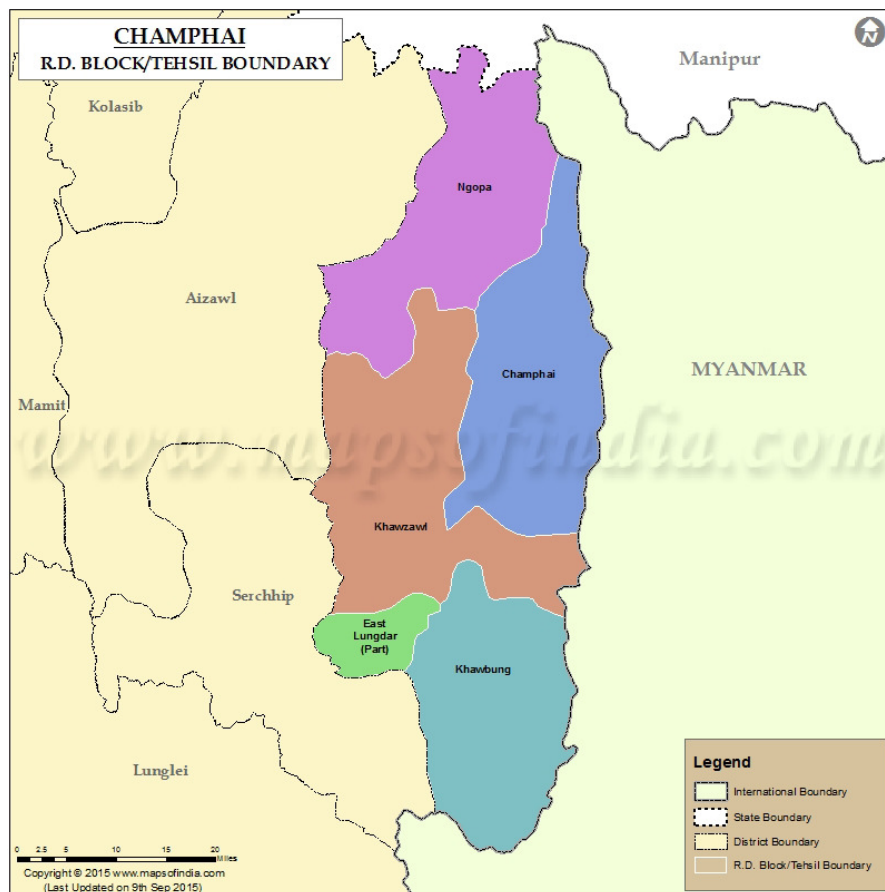 CHAMPHAI
R.D. BLOCK/TEHSIL BOUNDARY
N
Manipur
Kolasib
Ngopa
Aizawl
Champhai
MYANMAR
Mamit
www.mapsofindia.com
Khawzawl
Serchhip
East
Lungdar
(Part)
Khawbung
Lunglei
Legend
International Boundary
State Boundary
District Boundary
R.D. Block/Tehsil Boundary
0 2.5 5 10 15 20
Miles
Copyright © 2015 www.mapsofindia.com
(Last Updated on 9th Sep 2015)